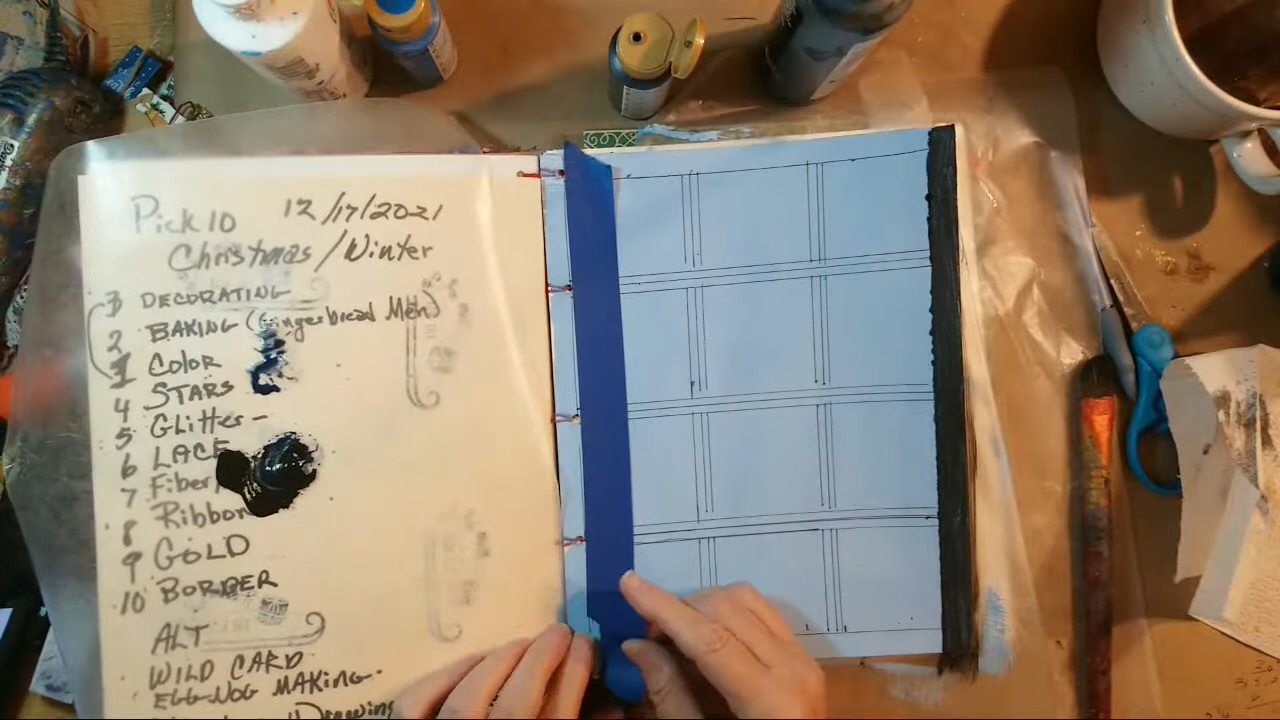 Pick 10 12/17/2021
Christmas/Winter
3 DECORATING
2 BAKING (Gingerbread Men)
1 Color
4 STARS
5 Glitter -
6 LACE
7 Fiber
8 Ribbon
9 GOLD
10 BORDER
ALT
WILD CARD
EGG-NOG MAKING.
Drawing